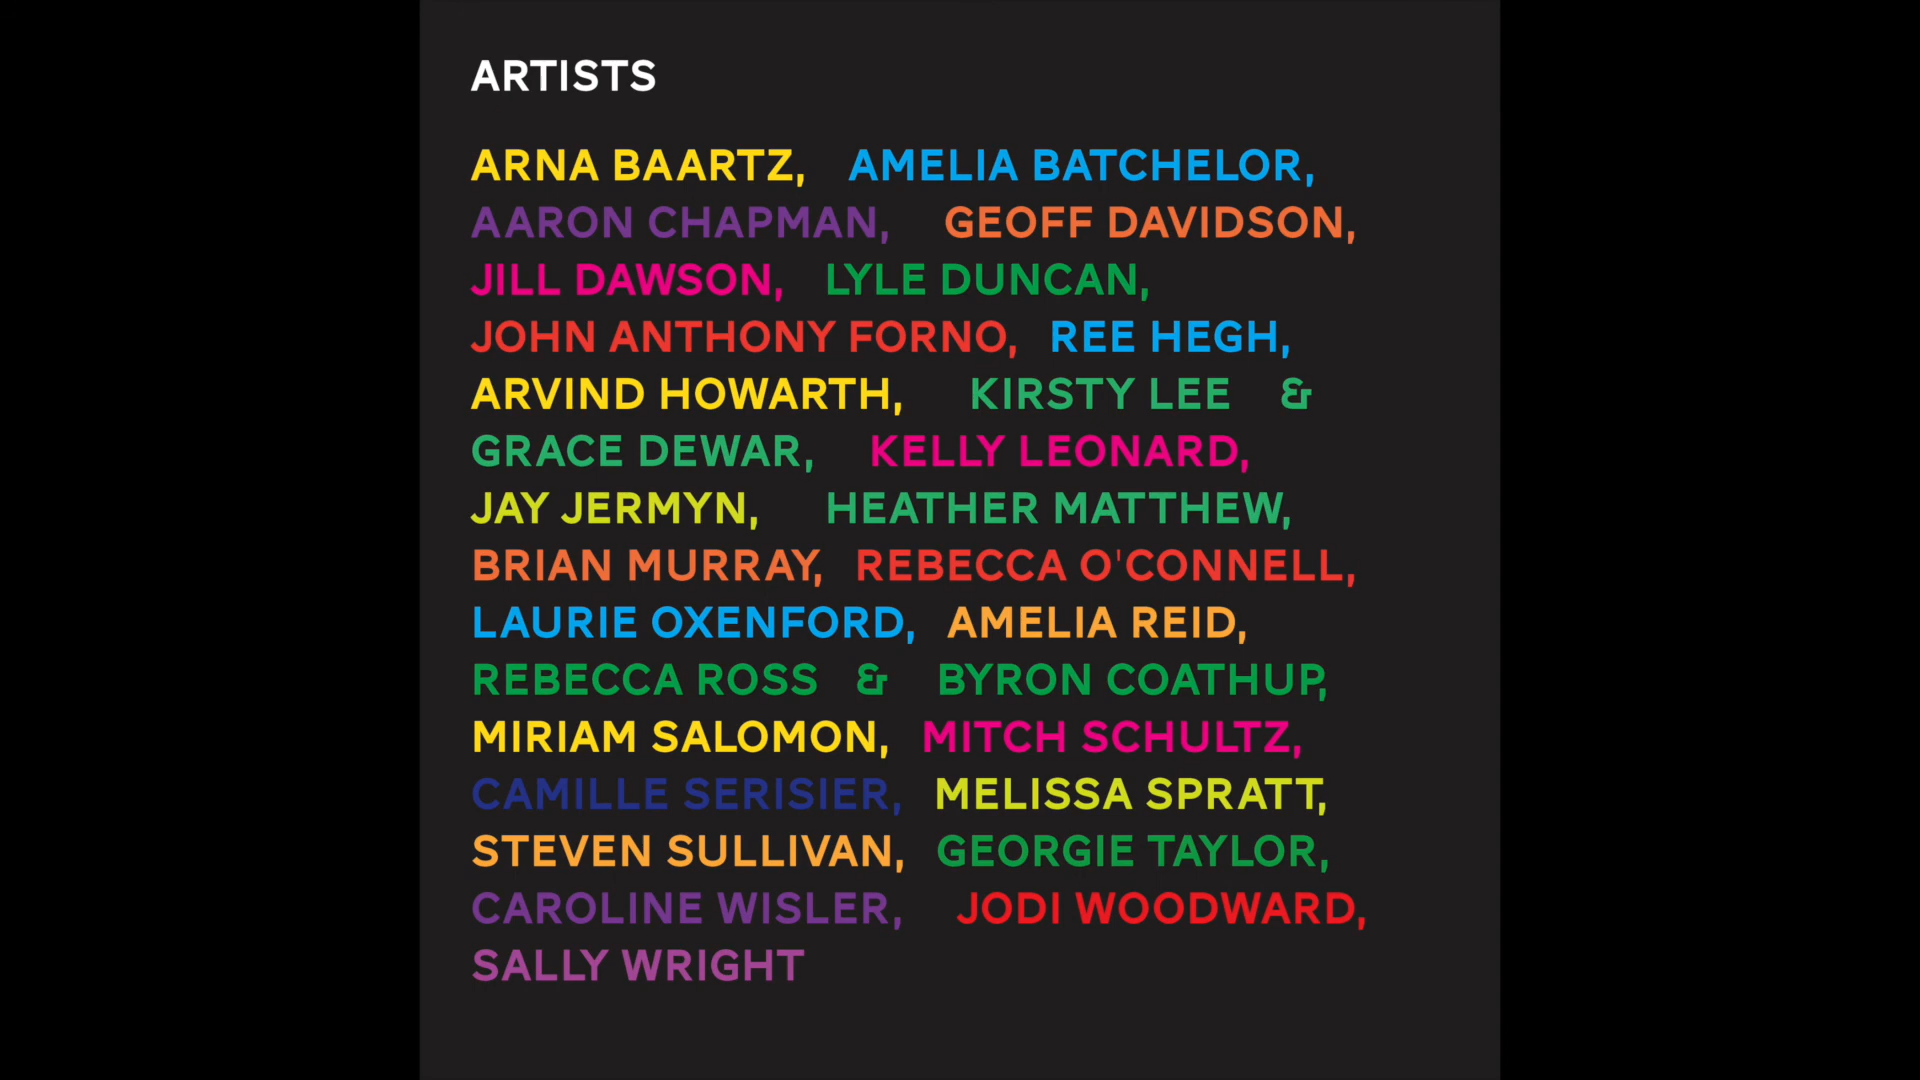 ARTISTS
ARNA BAARTZ, AMELIA BATCHELOR,
AARON CHAPMAN, GEOFF DAVIDSON,
JILL DAWSON, LYLE DUNCAN,
JOHN ANTHONY FORNO, REE HEGH,
ARVIND HOWARTH, KIRSTY LEE &
GRACE DEWAR, KELLY LEONARD,
JAY JERMYN, HEATHER MATTHEW,
BRIAN MURRAY, REBECCA O'CONNELL,
LAURIE OXENFORD, AMELIA REID,
REBECCA ROSS & BYRON COATHUP,
MIRIAM SALOMON, MITCH SCHULTZ,
CAMILLE SERISIER, MELISSA SPRATT,
STEVEN SULLIVAN, GEORGIE TAYLOR,
CAROLINE WISLER, JODI WOODWARD,
SALLY WRIGHT